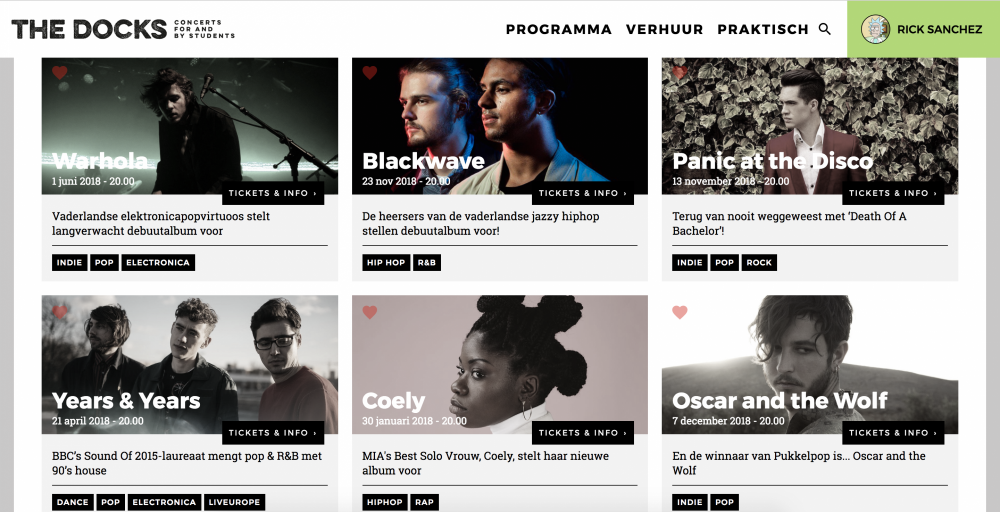 THE DOCKS
CONCERTS
FOR AND
BY STUDENTS
PROGRAMMA VERHUUR PRAKTISCH
RICK SANCHEZ
Warhola
1 juni 2018 - 20.00
TICKETS & INFO ›
Vaderlandse elektronicapopvirtuoos stelt
langverwacht debuutalbum voor
INDIE POP ELECTRONICA
Blackwave
23 nov 2018 - 20.00
TICKETS & INFO ›
De heersers van de vaderlandse jazzy hiphop
stellen debuutalbum voor!
HIP HOP R&B
Panic at the Disco
13 november 2018 - 20.00
TICKETS & INFO ›
Terug van nooit weggeweest met ‘Death Of A
Bachelor’!
INDIE POP ROCK
Years & Years
21 april 2018 - 20.00
TICKETS & INFO ›
BBC’s Sound Of 2015-laureaat mengt pop & R&B met
90’s house
DANCE POP ELECTRONICA LIVEUROPE
Coely
30 januari 2018 - 20.00
TICKETS & INFO ›
MIA's Best Solo Vrouw, Coely, stelt haar nieuwe
album voor
HIPHOP RAP
Oscar and the Wolf
7 december 2018 - 20.00
TICKETS & INFO ›
En de winnaar van Pukkelpop is... Oscar and the
Wolf
INDIE POP